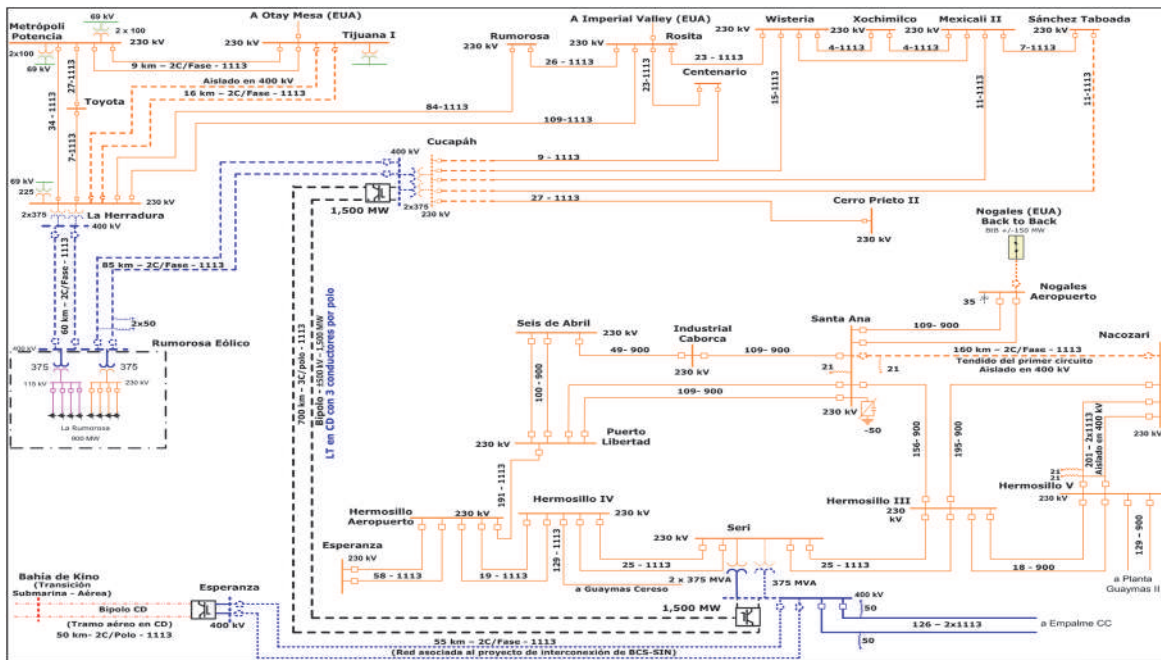 69 kV
A Otay Mesa (EUA)
A Imperial Valley (EUA)
Wisteria
Xochimilco
Mexicali II
Sánchez Taboada
Metrópoli
Potencia
2 x 100
230 kV
230 kV
Tijuana I
Rumorosa
230 kV
230 kV
Rosita
230 kV
230 kV
230 kV
230 kV
2x100
69 kV
9 km – 2C/Fase – 1113
26 - 1113
23 - 1113
4-1113
4-1113
7-1113
Aislado en 400 kV
16 km – 2C/Fase - 1113
27-1113
Toyota
34 - 1113
7-1113
Centenario
23-1113
15-1113
11-1113
11-1113
84-1113
109-1113
Cucapáh
400 kV
9 - 1113
27 - 1113
69 kV
225
230 kV
La Herradura
2x375
400 kV
1,500 MW
2x375
230 kV
Cerro Prieto II
230 kV
60 km – 2C/Fase - 1113
85 km – 2C/Fase - 1113
2x50
Rumorosa Eólico
400 kV
375
375
115 kV
230 kV
La Rumorosa
900 MW
700 km – 3C/polo - 1113
Bipolo - ±500 kV – 1,500 MW
LT en CD con 3 conductores por polo
Nogales (EUA)
Back to Back
BtB +/-150 MW
Nogales
Aeropuerto
35
Seis de Abril
230 kV
Industrial
Caborca
230 kV
Santa Ana
Nacozari
109- 900
49- 900
109- 900
160 km – 2C/Fase – 1113
Tendido del primer circuito
Aislado en 400 kV
21
21
100 - 900
109- 900
230 kV
-50
230 kV
230 kV
Puerto
Libertad
156- 900
195- 900
201 – 2x1113
Aislado en 400 kV
21
21
Hermosillo V
230 kV
191 - 1113
Hermosillo
Aeropuerto
230 kV
Hermosillo IV
230 kV
Hermosillo III
230
kV
Esperanza
230 kV
129 - 1113
230 kV
Seri
129 – 900
58 - 1113
19 - 1113
25 - 1113
25 - 1113
18 - 900
a Guaymas Cereso
2 x 375 MVA
375 MVA
a Planta
Guaymas II
Bahía de Kino
(Transición
Submarina - Aérea)
Esperanza
Bipolo CD
(Tramo aéreo en CD)
50 km- 2C/Polo - 1113
400 kV
1,500 MW
400 kV
50
126 – 2x1113
a Empalme CC
50
55 km – 2C/Fase - 1113
(Red asociada al proyecto de interconexión de BCS-SIN)